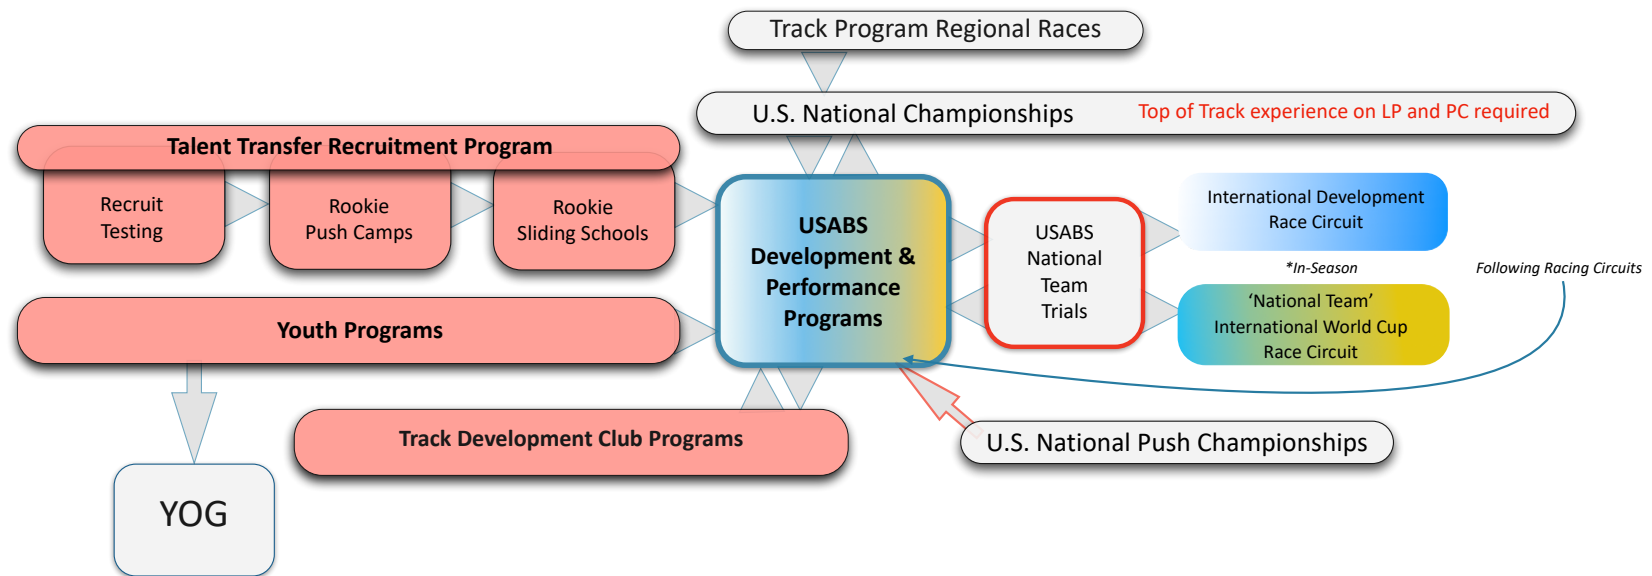 Track Program Regional Races
U.S. National Championships
Top of Track experience on LP and PC required
Talent Transfer Recruitment Program
Recruit
Testing
Rookie
Push Camps
Rookie
Sliding Schools
USABS
Development &
Performance
Programs
USABS
National
Team
Trials
International Development
Race Circuit
*In-Season
Following Racing Circuits
‘National Team’
International World Cup
Race Circuit
Youth Programs
Track Development Club Programs
U.S. National Push Championships
YOG